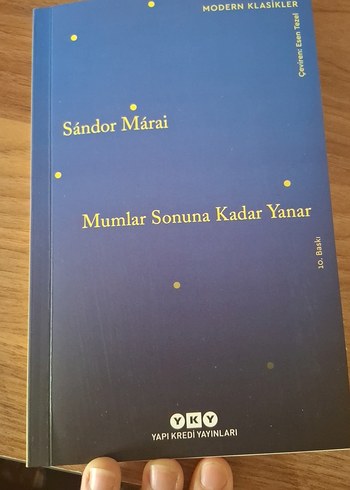 MODERN KLASİKLER
Çeviren: Esen Tezel
Sándor Márai
Mumlar Sonuna Kadar Yanar
10. Baskı
YKY
YAPI KREDİ YAYINLARI